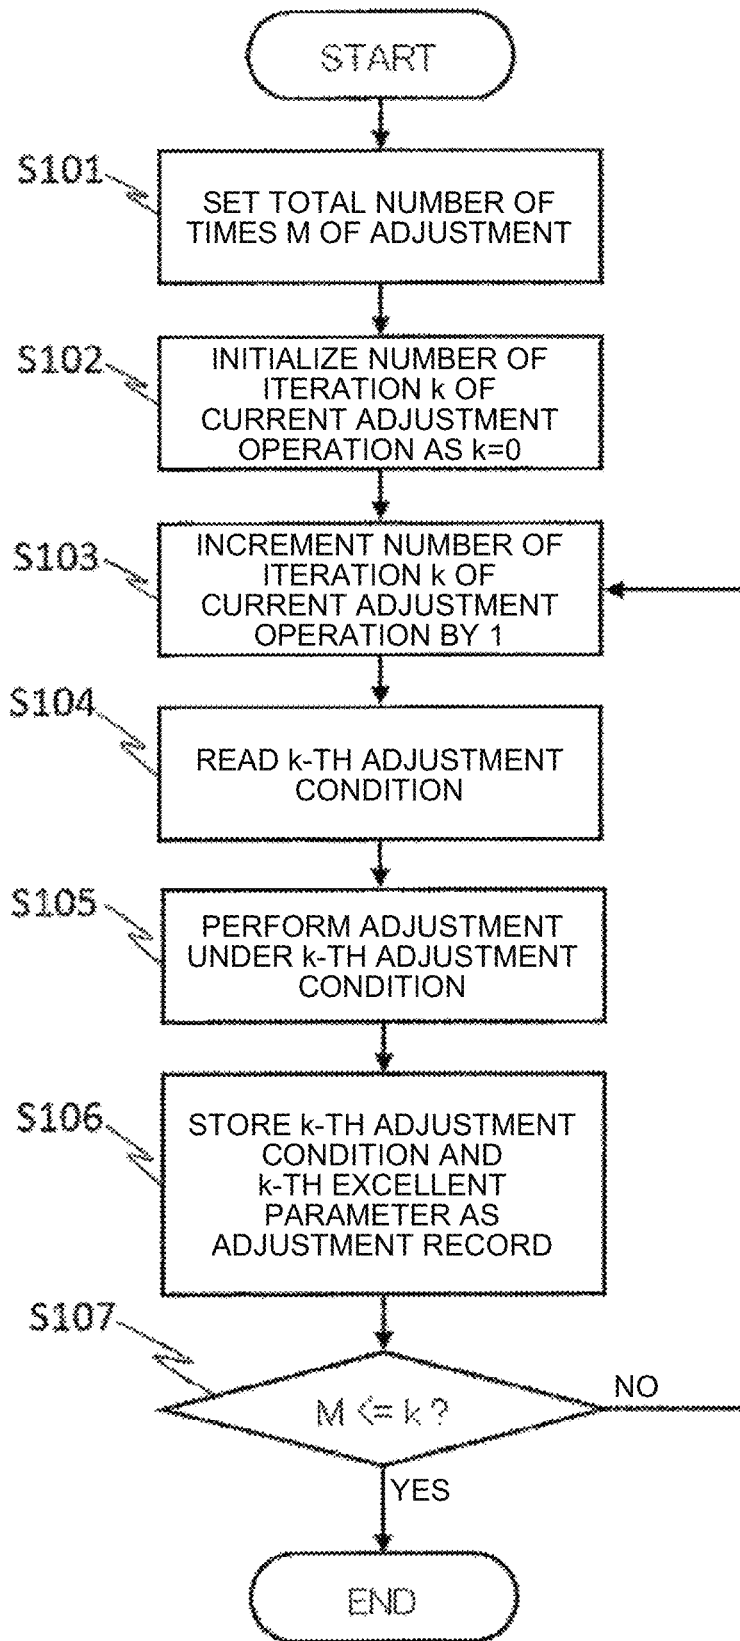 START
S101
SET TOTAL NUMBER OF
TIMES M OF ADJUSTMENT
S102
INITIALIZE NUMBER OF
ITERATION k OF
CURRENT ADJUSTMENT
OPERATION AS k=0
S103
INCREMENT NUMBER OF
ITERATION k OF
CURRENT ADJUSTMENT
OPERATION BY 1
S104
READ k-TH ADJUSTMENT
CONDITION
S105
PERFORM ADJUSTMENT
UNDER k-TH ADJUSTMENT
CONDITION
S106
STORE k-TH ADJUSTMENT
CONDITION AND
k-TH EXCELLENT
PARAMETER AS
ADJUSTMENT RECORD
S107
M <= k ?
NO
YES
END